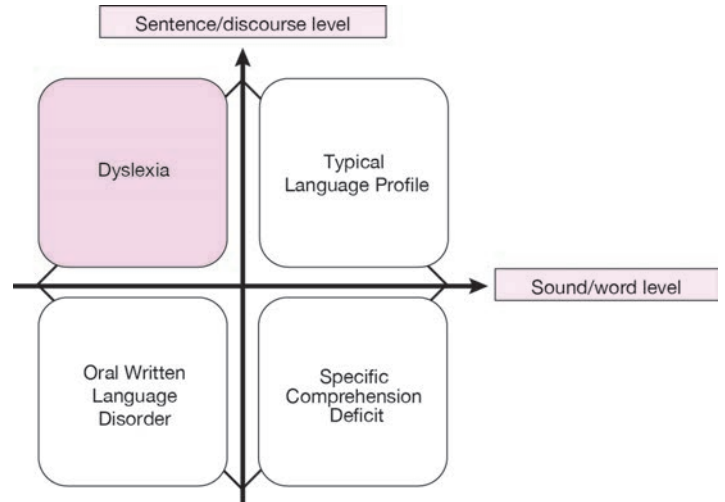 Sentence/discourse level
Dyslexia
Typical
Language Profile
Sound/word level
Oral Written
Language
Disorder
Specific
Comprehension
Deficit